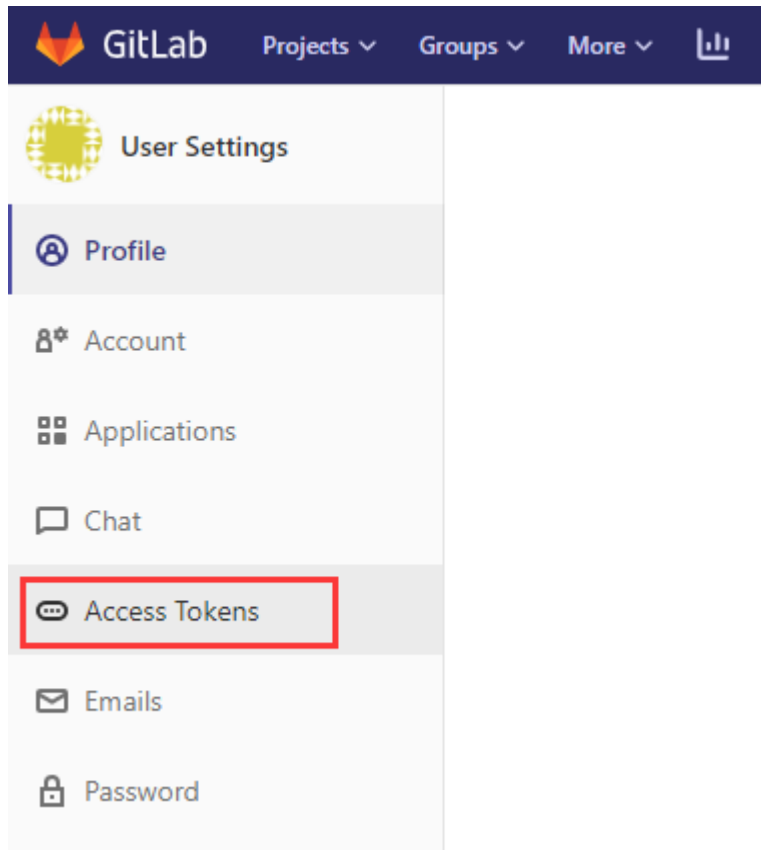 GitLab Projects Groups More
User Settings
Profile
Account
Applications
Chat
Access Tokens
Emails
Password